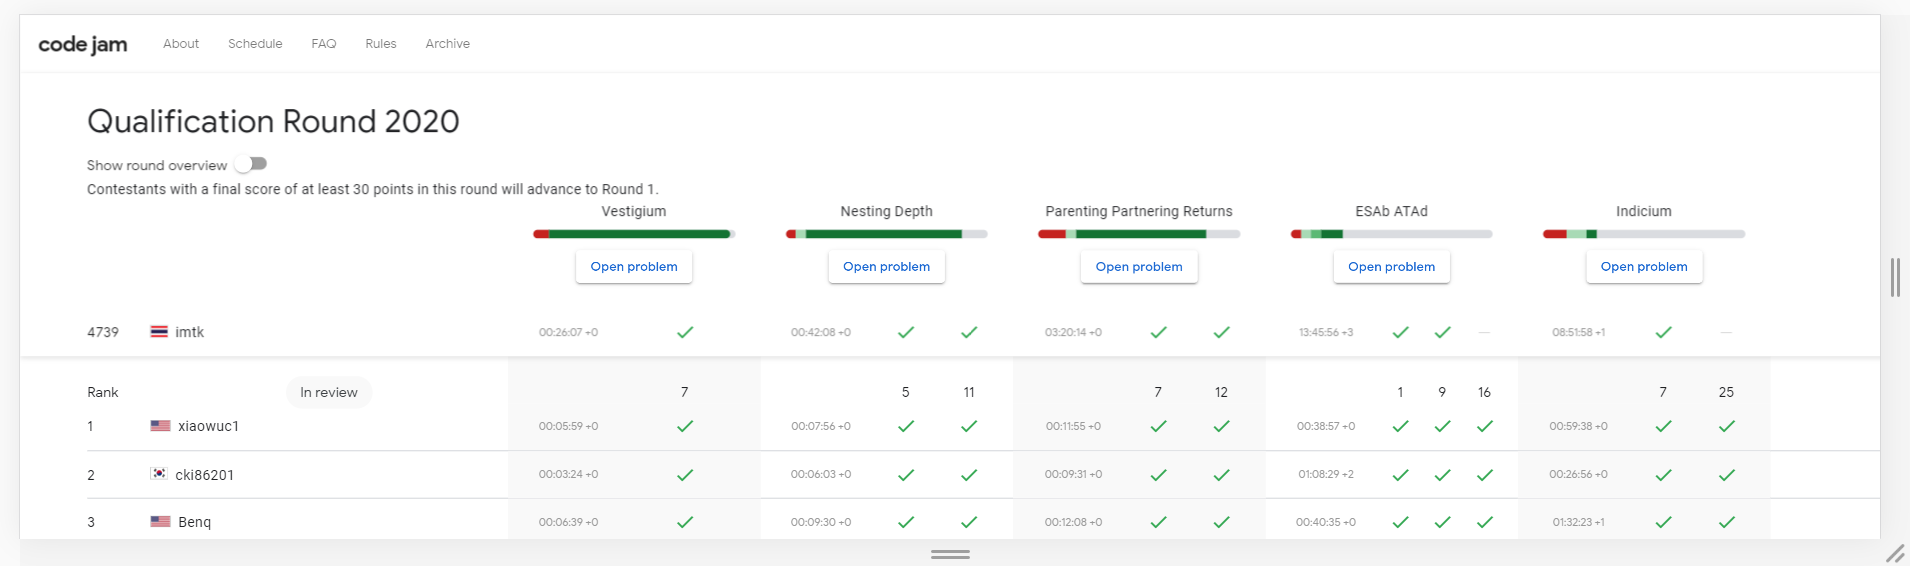 code jam About Schedule FAQ Rules Archive
Qualification Round 2020
Show round overview
Contestants with a final score of at least 30 points in this round will advance to Round 1.
Vestigium Nesting Depth Parenting Partnering Returns ESAb ATAd Indicium
Open problem Open problem Open problem Open problem Open problem
4739 imtk 00:26:07 +0 00:42:08 +0 03:20:14 +0 13:45:56 +3 08:51:58 +1
Rank In review 7 5 11 7 12 1 9 16 7 25
1 xiaowuc1 00:05:59 +0 00:07:56 +0 00:11:55 +0 00:38:57 +0 00:59:38 +0
2 cki86201 00:03:24 +0 00:06:03 +0 00:09:31 +0 01:08:29 +2 00:26:56 +0
3 Benq 00:06:39 +0 00:09:30 +0 00:12:08 +0 00:40:35 +0 01:32:23 +1